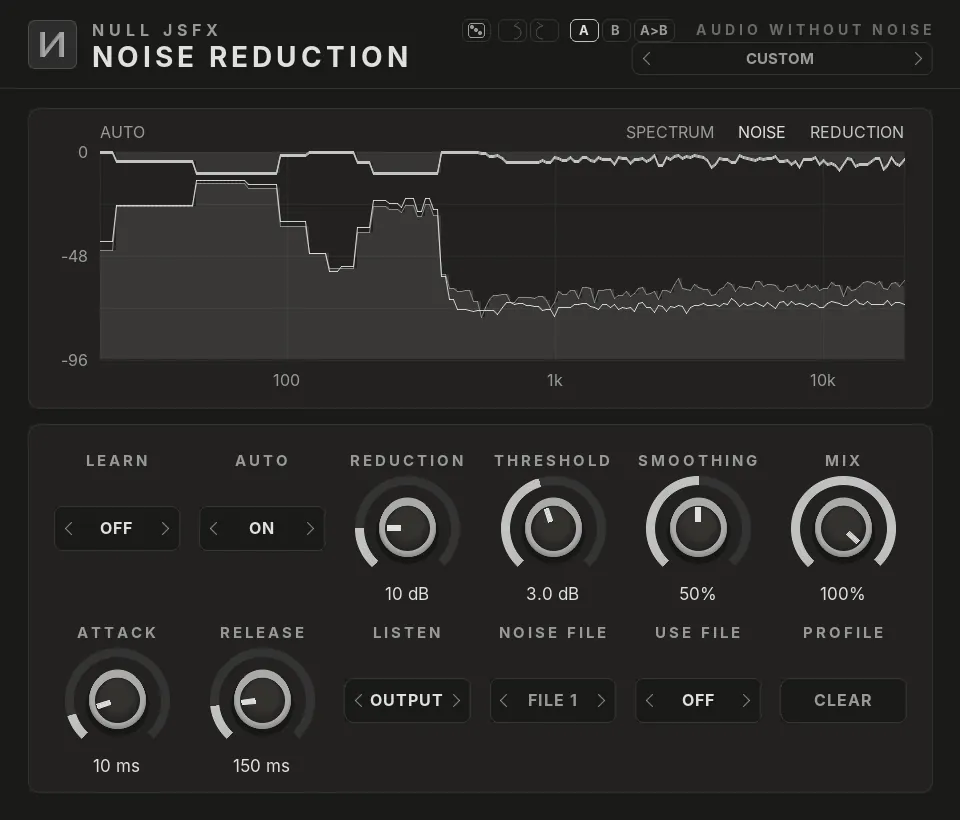 NULL JSFX
NOISE REDUCTION
A B A>B
AUDIO WITHOUT NOISE
CUSTOM
AUTO
SPECTRUM NOISE REDUCTION
0
-48
-96
100 1k 10k
LEARN AUTO REDUCTION THRESHOLD SMOOTHING MIX
OFF ON
10 dB 3.0 dB 50% 100%
ATTACK RELEASE LISTEN NOISE FILE USE FILE PROFILE
OUTPUT FILE 1 OFF CLEAR
10 ms 150 ms